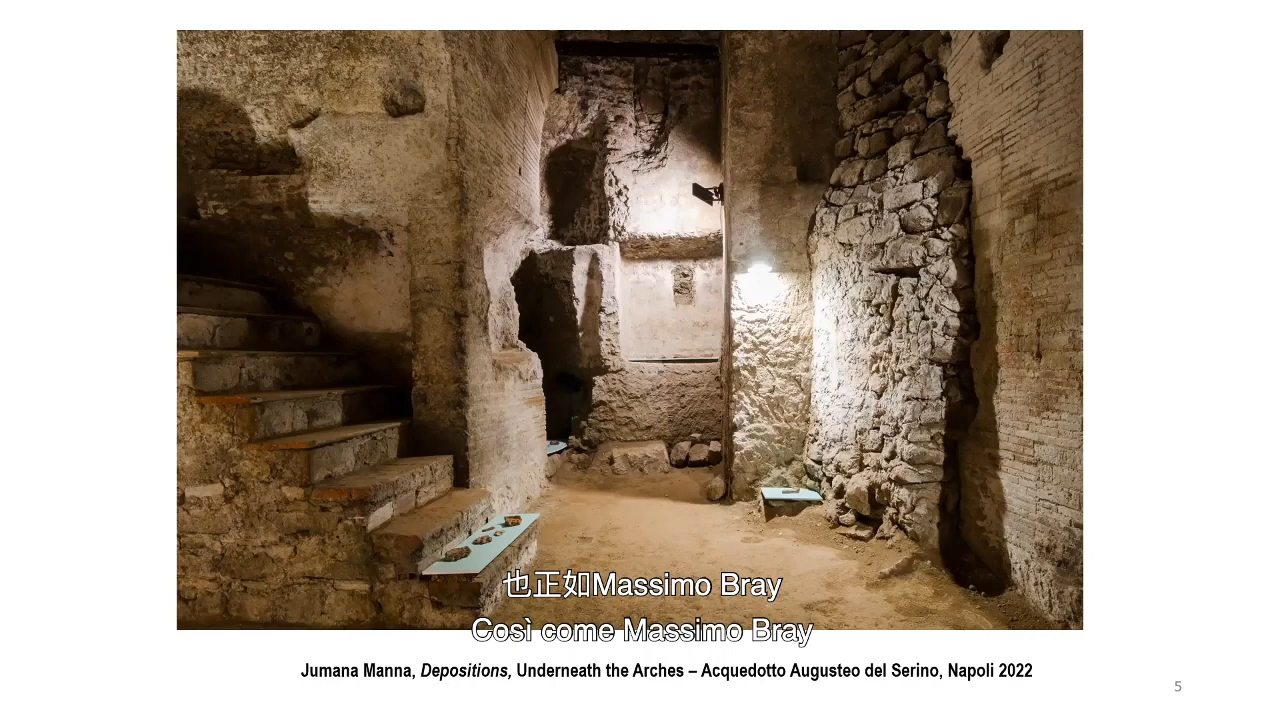 也正如Massimo Bray
Così come Massimo Bray
Jumana Manna, Depositions, Underneath the Arches – Acquedotto Augusteo del Serino, Napoli 2022
5